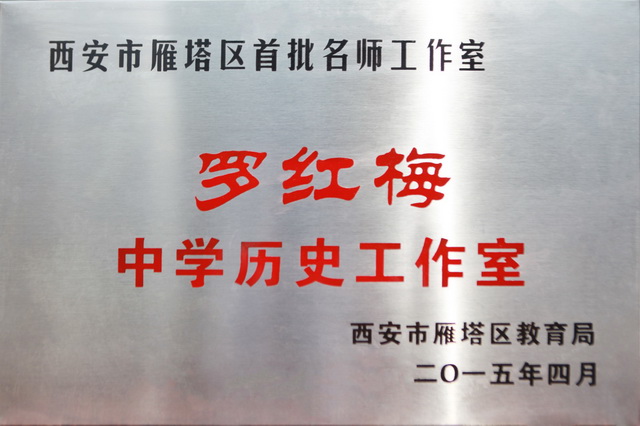 西安市雁塔区首批名师工作室
罗红梅
中学历史工作室
西安市雁塔区教育局
二〇一五年四月